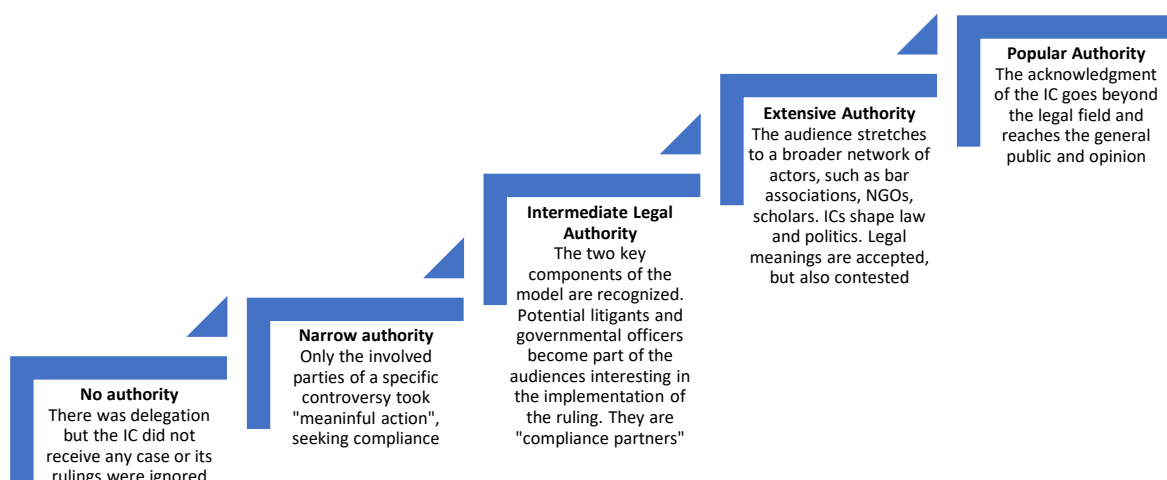 No authority
There was delegation
but the IC did not
receive any case or its
rulings were ignored
Narrow authority
Only the involved
parties of a specific
controversy took
"meaninful action",
seeking compliance
Intermediate Legal
Authority
The two key
components of the
model are recognized.
Potential litigants and
governmental officers
become part of the
audiences interesting in
the implementation of
the ruling. They are
"compliance partners"
Extensive Authority
The audience stretches
to a broader network of
actors, such as bar
associations, NGOs,
scholars. ICs shape law
and politics. Legal
meanings are accepted,
but also contested
Popular Authority
The acknowledgment
of the IC goes beyond
the legal field and
reaches the general
public and opinion